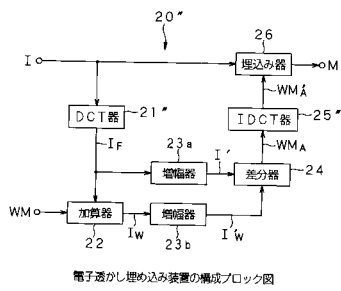 20"
26
I
埋込み器
M
WMA'
DCT器
21"
IDCT器
25"
IF
WMA
23a
I'
増幅器
差分器
24
WM
加算器
IW
増幅器
I'W
22
23b
電子透かし埋め込み装置の構成ブロック図